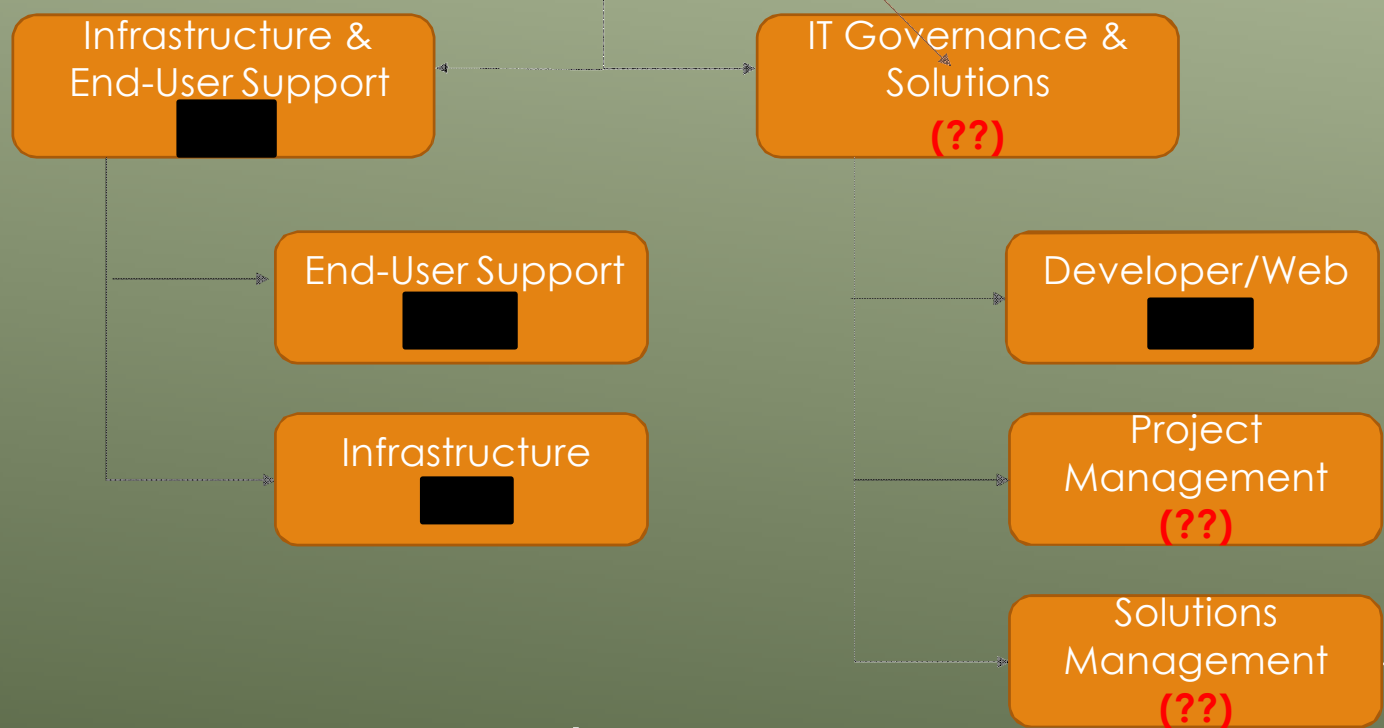 Infrastructure &
End-User Support
IT Governance &
Solutions
(??)
End-User Support
Infrastructure
Developer/Web
Project
Management
(??)
Solutions
Management
(??)